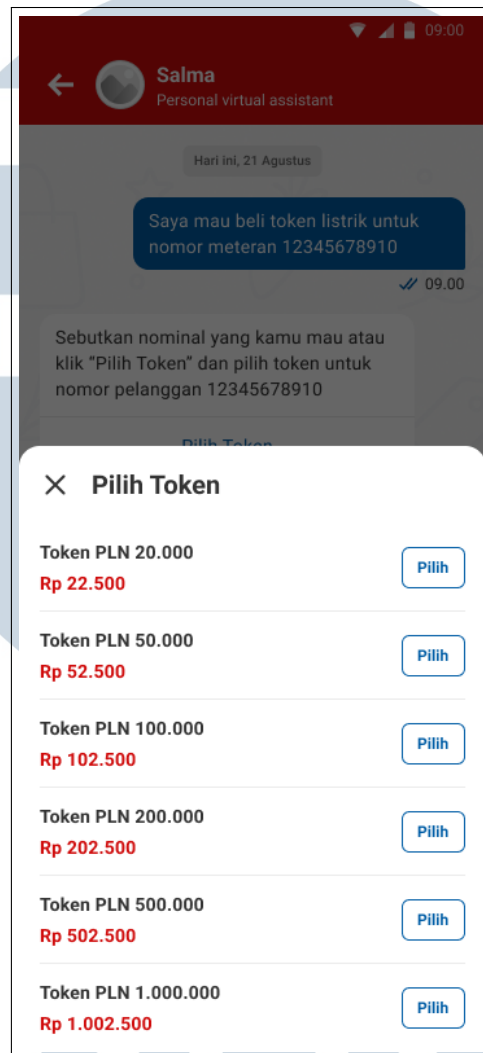 09:00
Salma
Personal virtual assistant
Hari ini, 21 Agustus
Saya mau beli token listrik untuk
nomor meteran 12345678910
09.00
Sebutkan nominal yang kamu mau atau
klik “Pilih Token” dan pilih token untuk
nomor pelanggan 12345678910
Pilih Token
Pilih Token
Token PLN 20.000
Rp 22.500
Pilih
Token PLN 50.000
Rp 52.500
Pilih
Token PLN 100.000
Rp 102.500
Pilih
Token PLN 200.000
Rp 202.500
Pilih
Token PLN 500.000
Rp 502.500
Pilih
Token PLN 1.000.000
Rp 1.002.500
Pilih